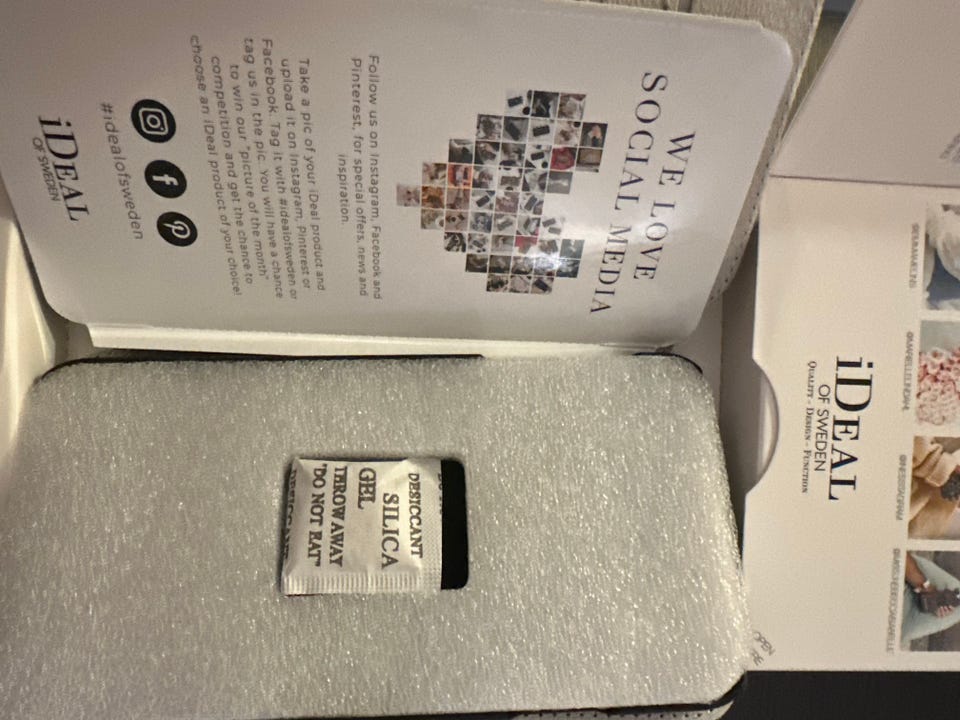 WE LOVE
SOCIAL MEDIA
Follow us on Instagram, Facebook and
Pinterest, for special offers, news and
inspiration.
Take a pic of your iDeal product and
upload it on Instagram, Pinterest or
Facebook. Tag it with #idealofsweden or
tag us in the pic. You will have a chance
to win our "picture of the month"
competition and get the chance to
choose an iDeal product of your choice!
#idealofsweden
iDEAL
OF SWEDEN
DESICCANT
SILICA
GEL
THROW AWAY
"DO NOT EAT"
iDEAL
OF SWEDEN
QUALITY - DESIGN - FUNCTION
OPEN